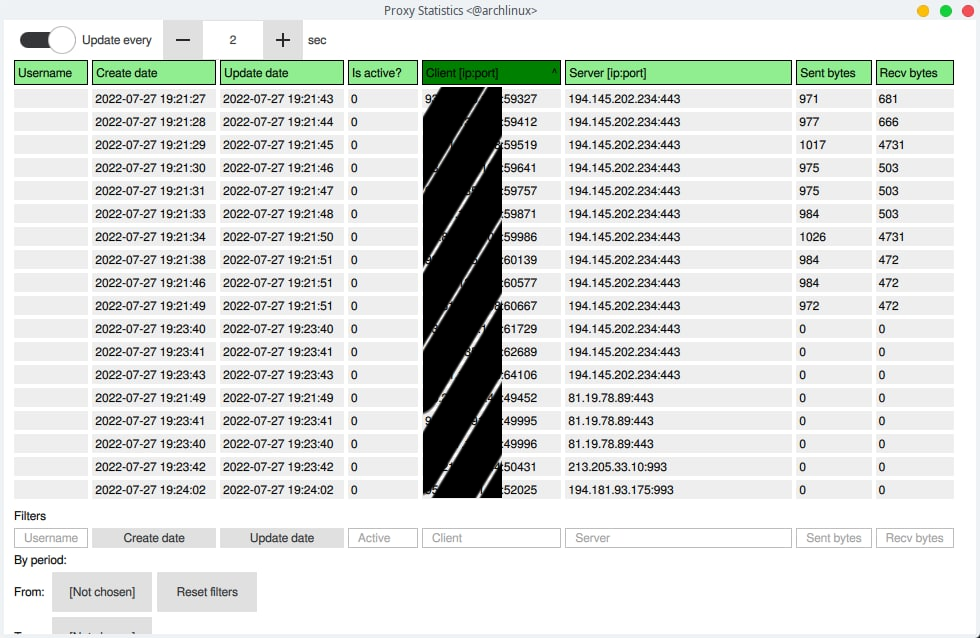 Proxy Statistics <@archlinux>
Update every — 2 + sec
Username Create date Update date Is active? Client [ip:port] ^ Server [ip:port] Sent bytes Recv bytes
2022-07-27 19:21:27 2022-07-27 19:21:43 0 :59327 194.145.202.234:443 971 681
2022-07-27 19:21:28 2022-07-27 19:21:44 0 :59412 194.145.202.234:443 977 666
2022-07-27 19:21:29 2022-07-27 19:21:45 0 :59519 194.145.202.234:443 1017 4731
2022-07-27 19:21:30 2022-07-27 19:21:46 0 :59641 194.145.202.234:443 975 503
2022-07-27 19:21:31 2022-07-27 19:21:47 0 :59757 194.145.202.234:443 975 503
2022-07-27 19:21:33 2022-07-27 19:21:48 0 :59871 194.145.202.234:443 984 503
2022-07-27 19:21:34 2022-07-27 19:21:50 0 :59986 194.145.202.234:443 1026 4731
2022-07-27 19:21:38 2022-07-27 19:21:51 0 :60139 194.145.202.234:443 984 472
2022-07-27 19:21:46 2022-07-27 19:21:51 0 :60577 194.145.202.234:443 984 472
2022-07-27 19:21:49 2022-07-27 19:21:51 0 :60667 194.145.202.234:443 972 472
2022-07-27 19:23:40 2022-07-27 19:23:40 0 :61729 194.145.202.234:443 0 0
2022-07-27 19:23:41 2022-07-27 19:23:41 0 :62689 194.145.202.234:443 0 0
2022-07-27 19:23:43 2022-07-27 19:23:43 0 :64106 194.145.202.234:443 0 0
2022-07-27 19:21:49 2022-07-27 19:21:49 0 :49452 81.19.78.89:443 0 0
2022-07-27 19:23:41 2022-07-27 19:23:41 0 :49995 81.19.78.89:443 0 0
2022-07-27 19:23:40 2022-07-27 19:23:40 0 :49996 81.19.78.89:443 0 0
2022-07-27 19:23:42 2022-07-27 19:23:42 0 :50431 213.205.33.10:993 0 0
2022-07-27 19:24:02 2022-07-27 19:24:02 0 :52025 194.181.93.175:993 0 0
Filters
Username Create date Update date Active Client Server Sent bytes Recv bytes
By period:
From: [Not chosen] Reset filters